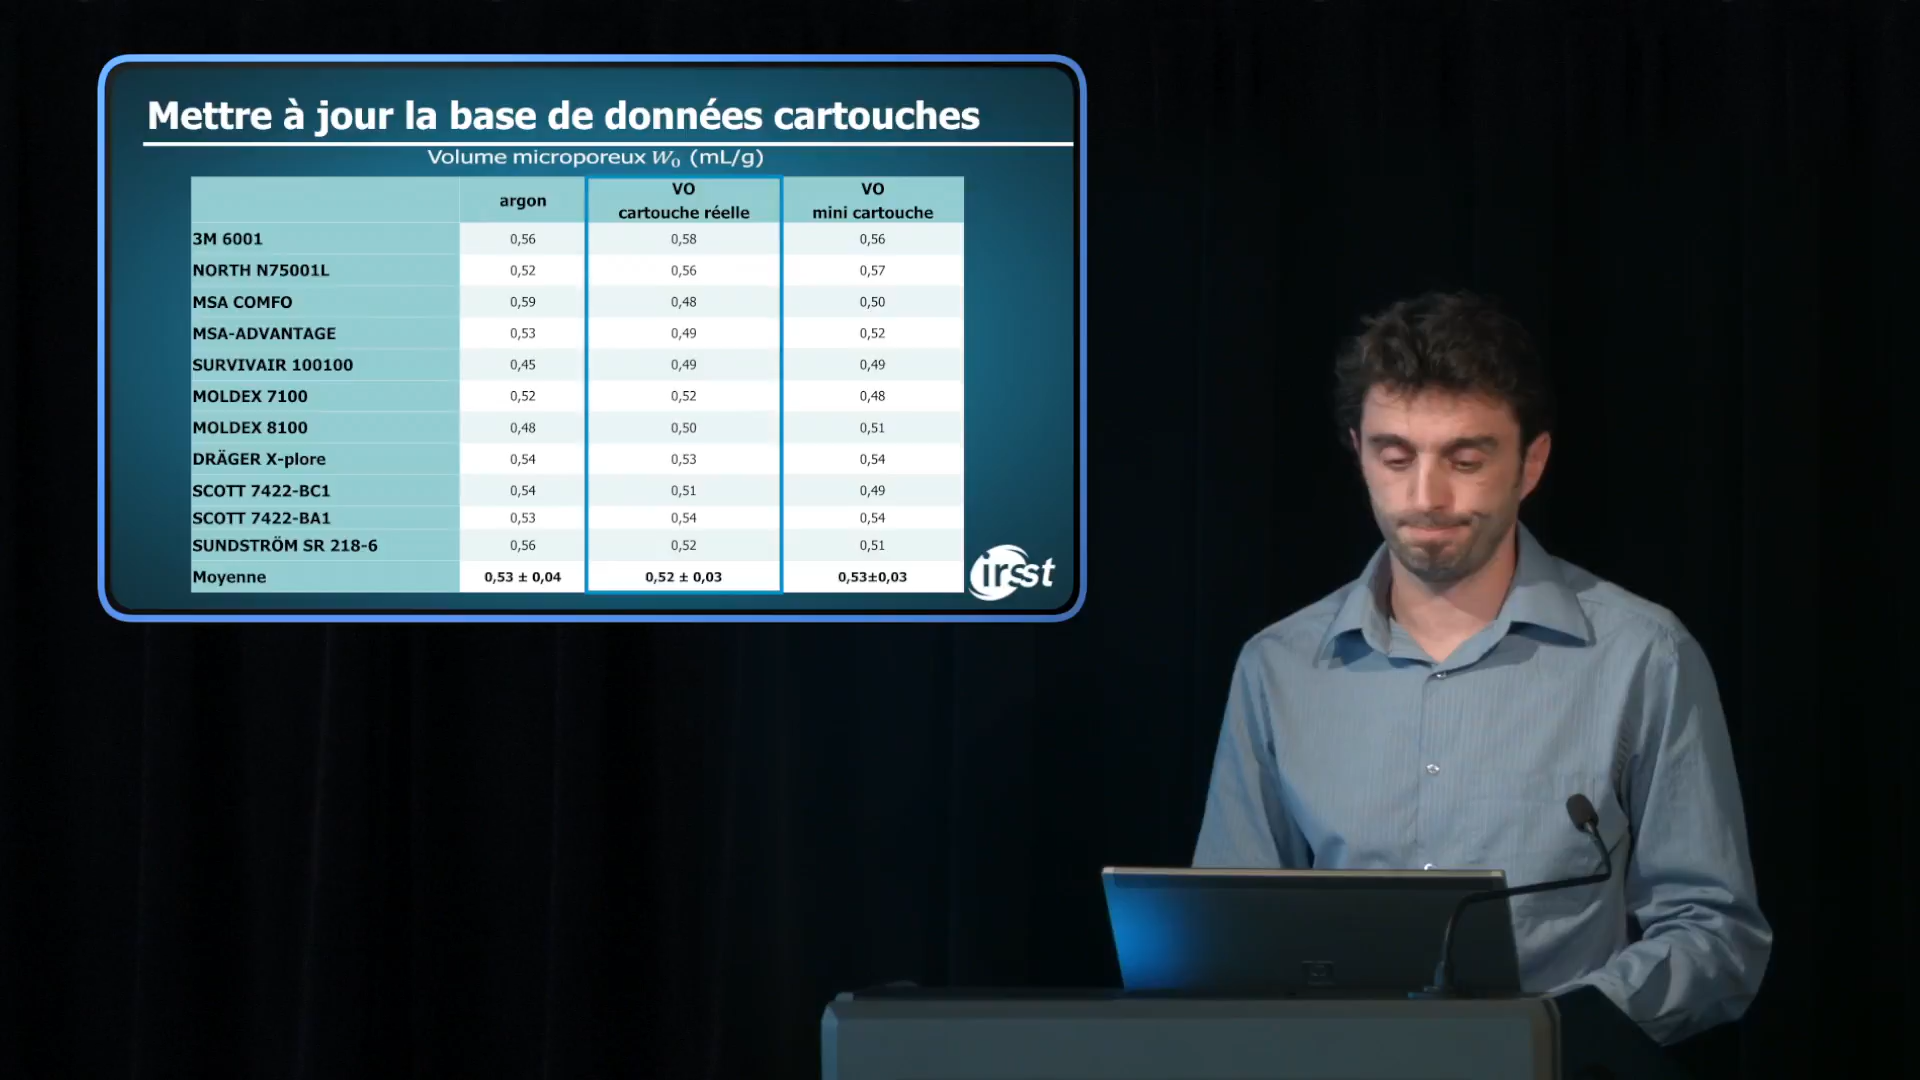 Mettre à jour la base de données cartouches
Volume microporeux W₀ (mL/g)
argon VO cartouche réelle VO mini cartouche
3M 6001 0,56 0,58 0,56
NORTH N75001L 0,52 0,56 0,57
MSA COMFO 0,59 0,48 0,50
MSA-ADVANTAGE 0,53 0,49 0,52
SURVIVAIR 100100 0,45 0,49 0,49
MOLDEX 7100 0,52 0,52 0,48
MOLDEX 8100 0,48 0,50 0,51
DRÄGER X-plore 0,54 0,53 0,54
SCOTT 7422-BC1 0,54 0,51 0,49
SCOTT 7422-BA1 0,53 0,54 0,54
SUNDSTRÖM SR 218-6 0,56 0,52 0,51
Moyenne 0,53 ± 0,04 0,52 ± 0,03 0,53±0,03
irsst